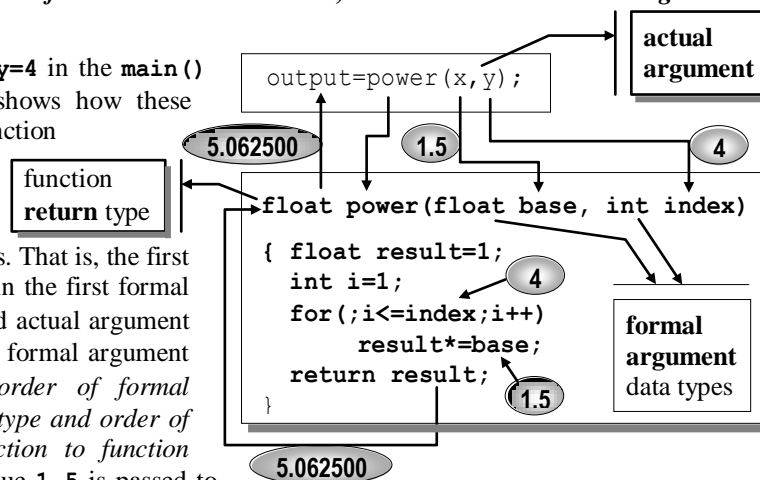 y=4 in the main()
shows how these
function
return type
s. That is, the first
in the first formal
d actual argument
formal argument
order of formal
type and order of
ction to function
1.5 is passed to
actual
argument
output=power(x,y);
5.062500
1.5
4
float power(float base, int index)
{ float result=1;
int i=1;
4
for(;i<=index;i++)
result*=base;
return result;
1.5
}
formal
argument
data types
5.062500